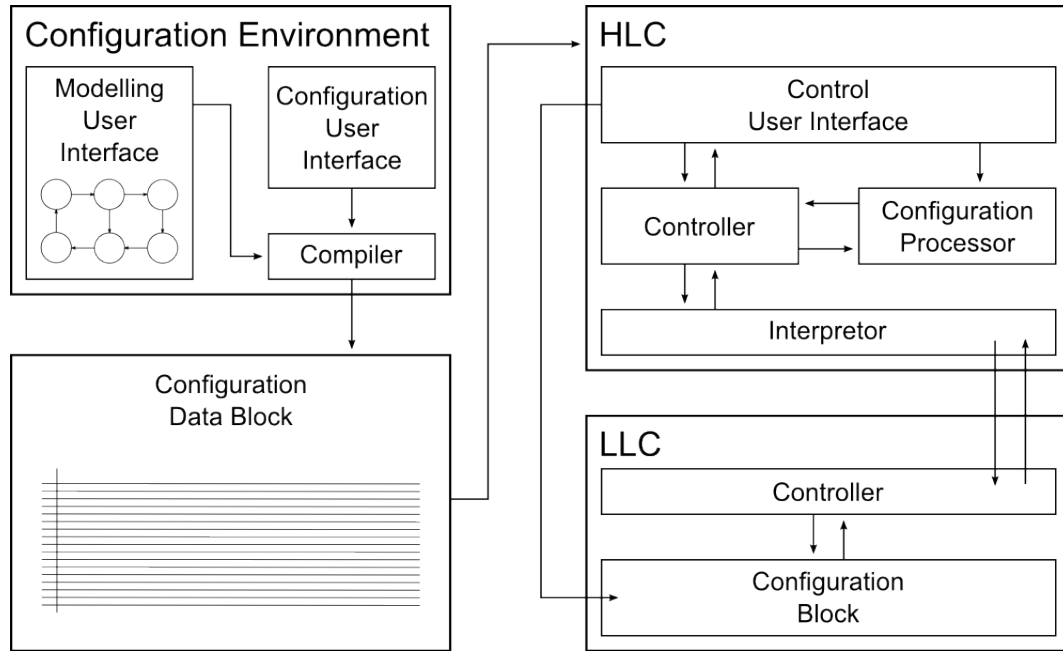 Configuration Environment
Modelling
User
Interface
Configuration
User
Interface
Compiler
Configuration
Data Block
HLC
Control
User Interface
Controller
Configuration
Processor
Interpretor
LLC
Controller
Configuration
Block